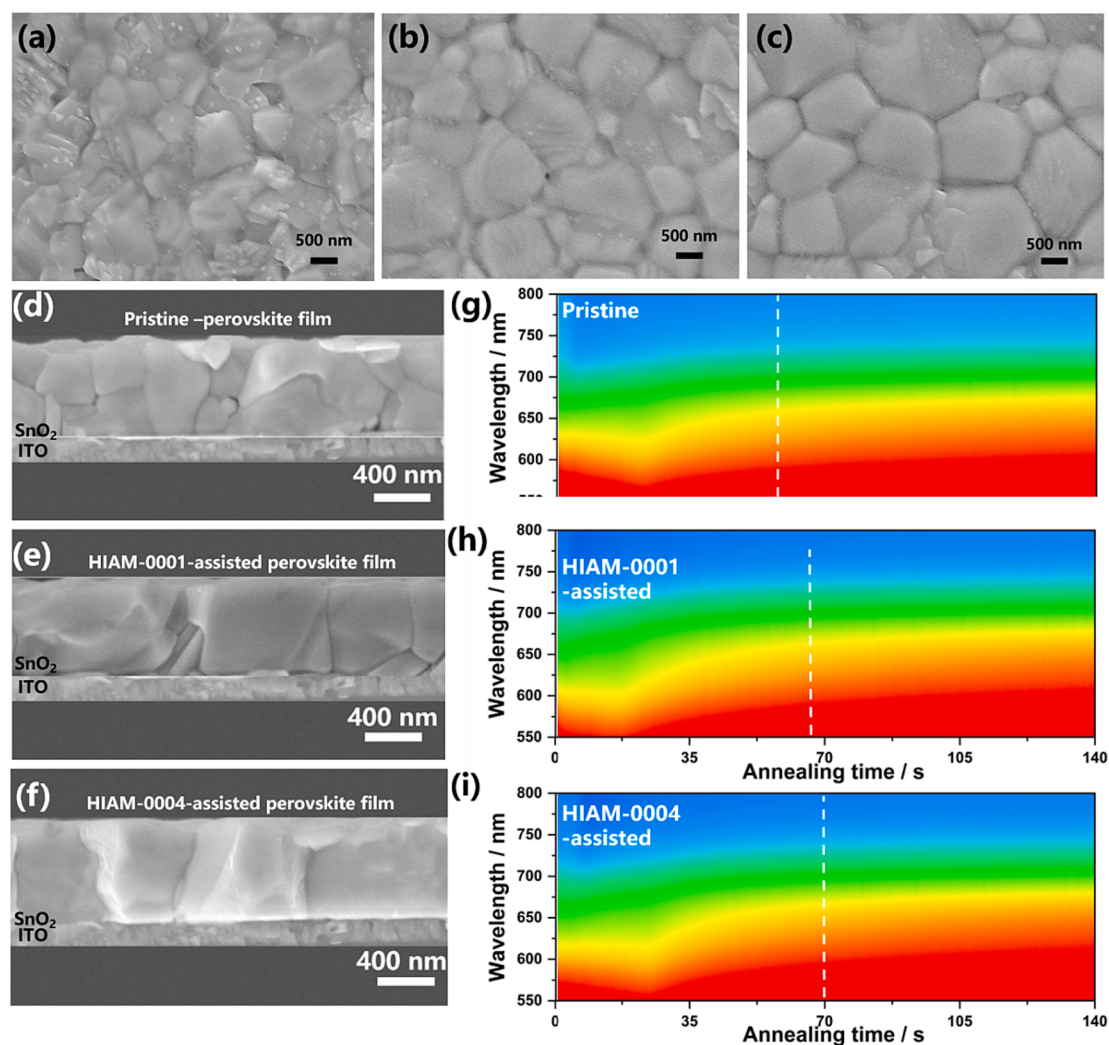 (a)
500 nm
(b)
500 nm
(c)
500 nm
(d)
Pristine –perovskite film
SnO₂
ITO
400 nm
(g)
Pristine
Wavelength / nm
800
750
700
650
600
(e)
HIAM-0001-assisted perovskite film
SnO₂
ITO
400 nm
(h)
HIAM-0001
-assisted
Wavelength / nm
800
750
700
650
600
550
0 35 70 105 140
Annealing time / s
(f)
HIAM-0004-assisted perovskite film
SnO₂
ITO
400 nm
(i)
HIAM-0004
-assisted
Wavelength / nm
800
750
700
650
600
550
0 35 70 105 140
Annealing time / s